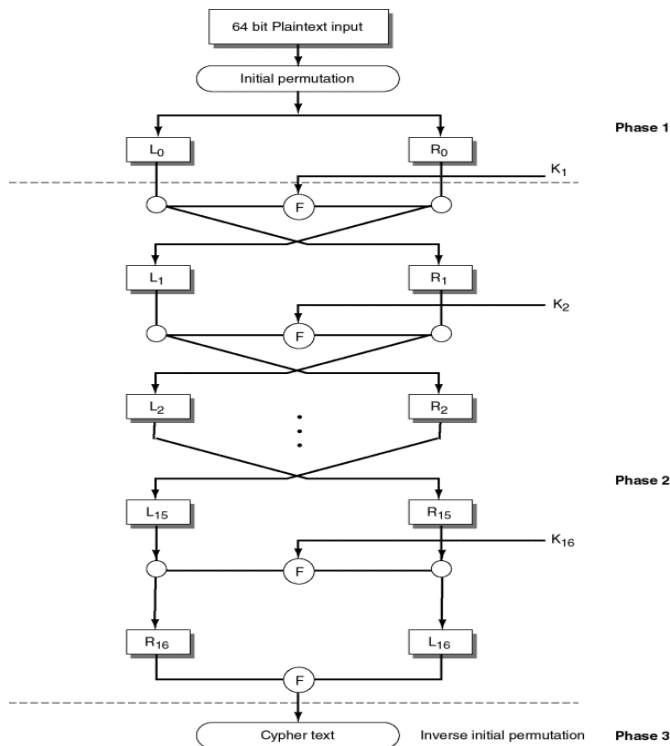 64 bit Plaintext input
Initial permutation
Phase 1
L0
R0
K1
F
L1
R1
K2
F
L2
R2
Phase 2
L15
R15
K16
F
R16
L16
F
Cypher text
Inverse initial permutation
Phase 3